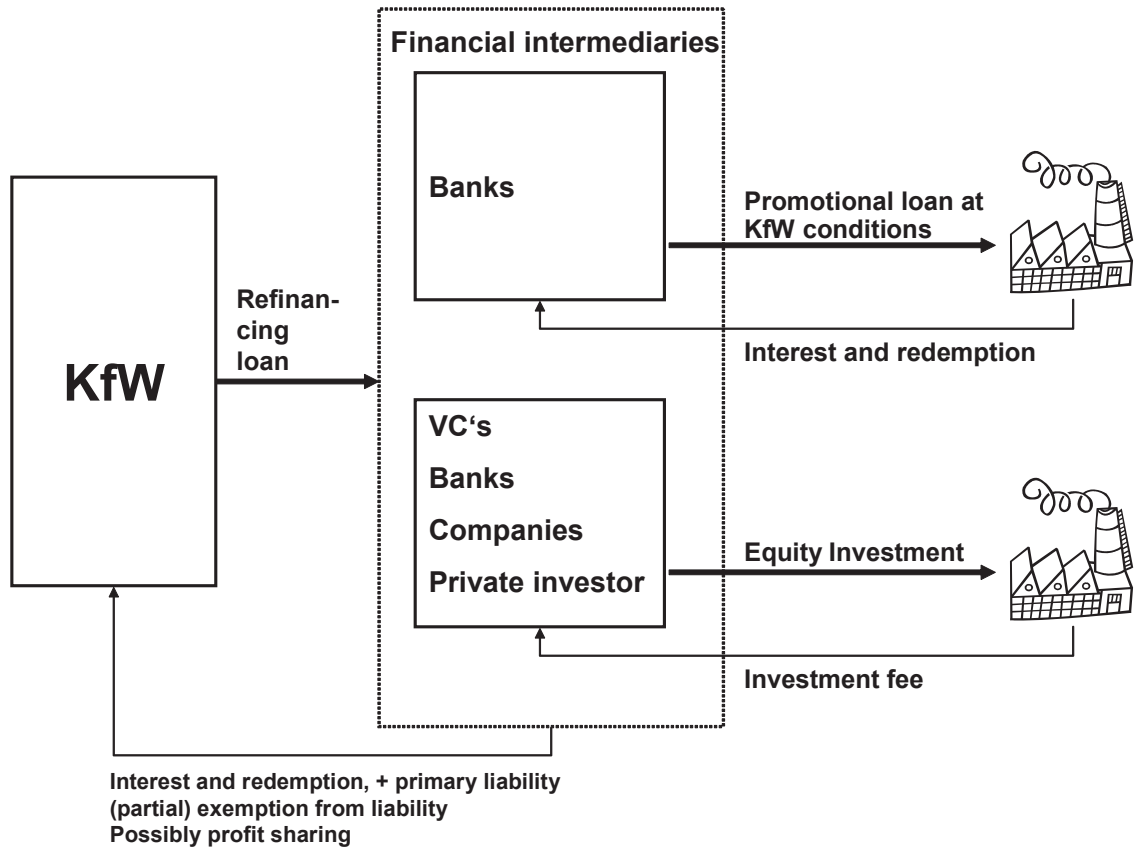 Financial intermediaries
Banks
Promotional loan at
KfW conditions
Refinan-
cing
loan
Interest and redemption
KfW
VC‘s
Banks
Companies
Private investor
Equity Investment
Investment fee
Interest and redemption, + primary liability
(partial) exemption from liability
Possibly profit sharing